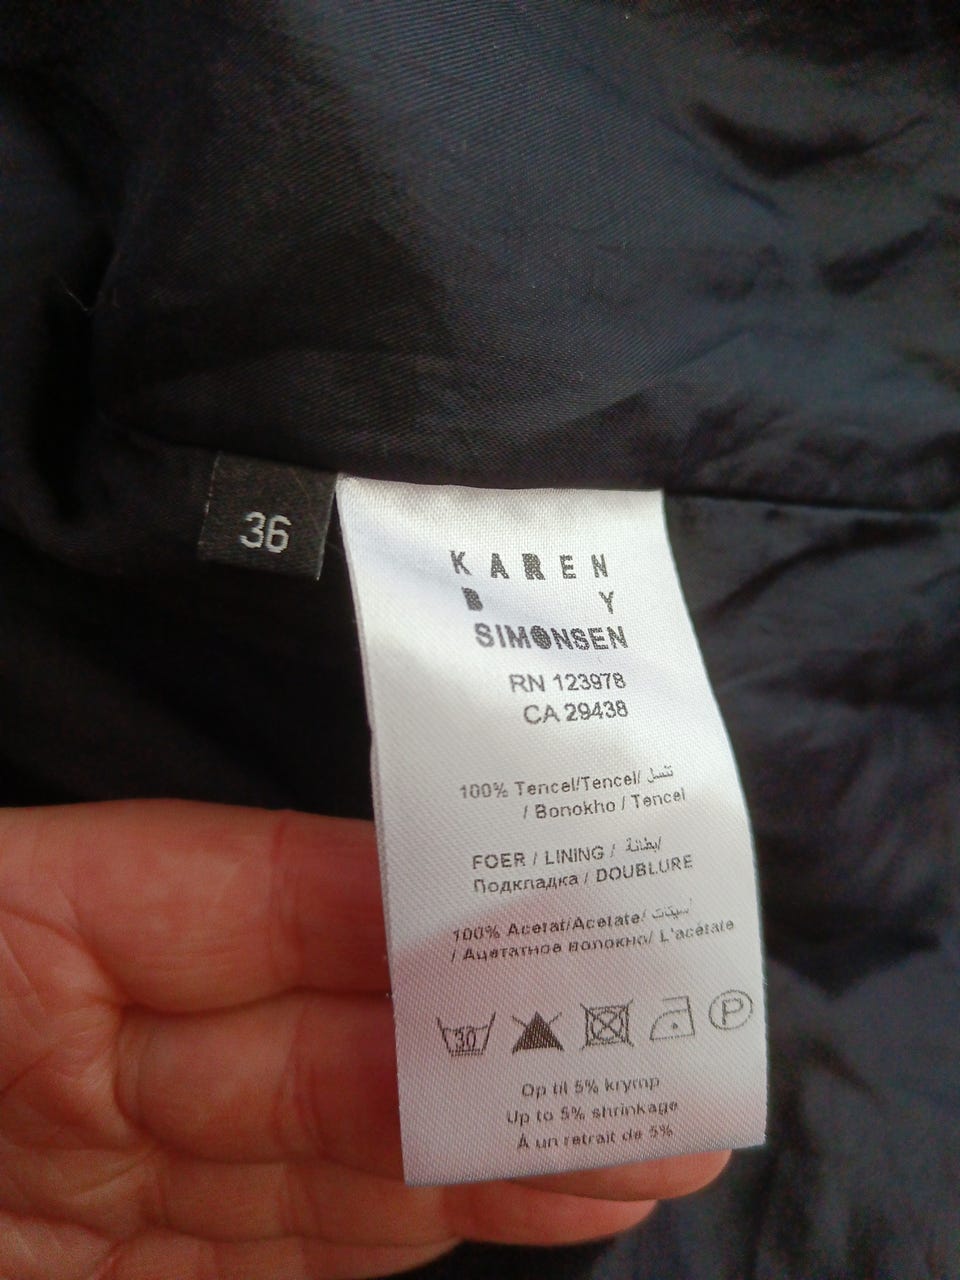 36
KAREN
B Y
SIMONSEN
RN 123978
CA 29438
100% Tencel/Tencel/ تنسل
/ Волокно / Tencel
FOER / LINING / بطانة/
Подкладка / DOUBLURE
100% Acetat/Acetate/ أسيتات
/ Ацетатное волокно/ L'acétate
30
P
Op til 5% krymp
Up to 5% shrinkage
À un retrait de 5%